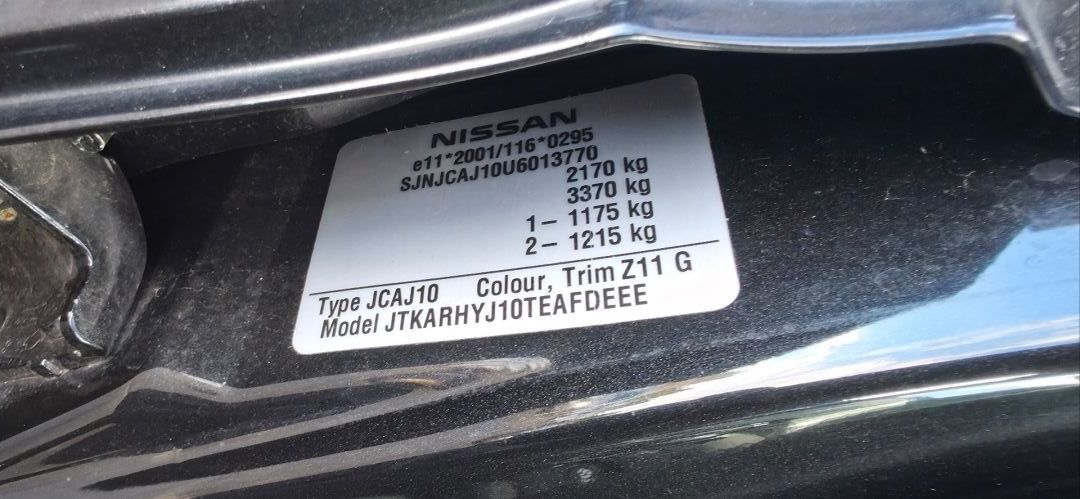 NISSAN
e11*2001/116*0295
SJNJCAJ10U6013770
2170 kg
3370 kg
1– 1175 kg
2– 1215 kg
Type JCAJ10 Colour, Trim Z11 G
Model JTKARHYJ10TEAFDEEE